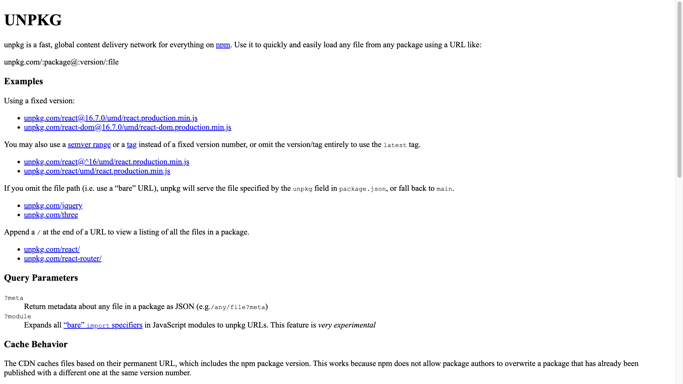 UNPKG
unpkg is a fast, global content delivery network for everything on npm. Use it to quickly and easily load any file from any package using a URL like:
unpkg.com/:package@:version/:file
Examples
Using a fixed version:
• unpkg.com/react@16.7.0/umd/react.production.min.js
• unpkg.com/react-dom@16.7.0/umd/react-dom.production.min.js
You may also use a semver range or a tag instead of a fixed version number, or omit the version/tag entirely to use the latest tag.
• unpkg.com/react@^16/umd/react.production.min.js
• unpkg.com/react/umd/react.production.min.js
If you omit the file path (i.e. use a “bare” URL), unpkg will serve the file specified by the unpkg field in package.json, or fall back to main.
• unpkg.com/jquery
• unpkg.com/three
Append a / at the end of a URL to view a listing of all the files in a package.
• unpkg.com/react/
• unpkg.com/react-router/
Query Parameters
?meta
Return metadata about any file in a package as JSON (e.g./any/file?meta)
?module
Expands all “bare” import specifiers in JavaScript modules to unpkg URLs. This feature is very experimental
Cache Behavior
The CDN caches files based on their permanent URL, which includes the npm package version. This works because npm does not allow package authors to overwrite a package that has already been
published with a different one at the same version number.